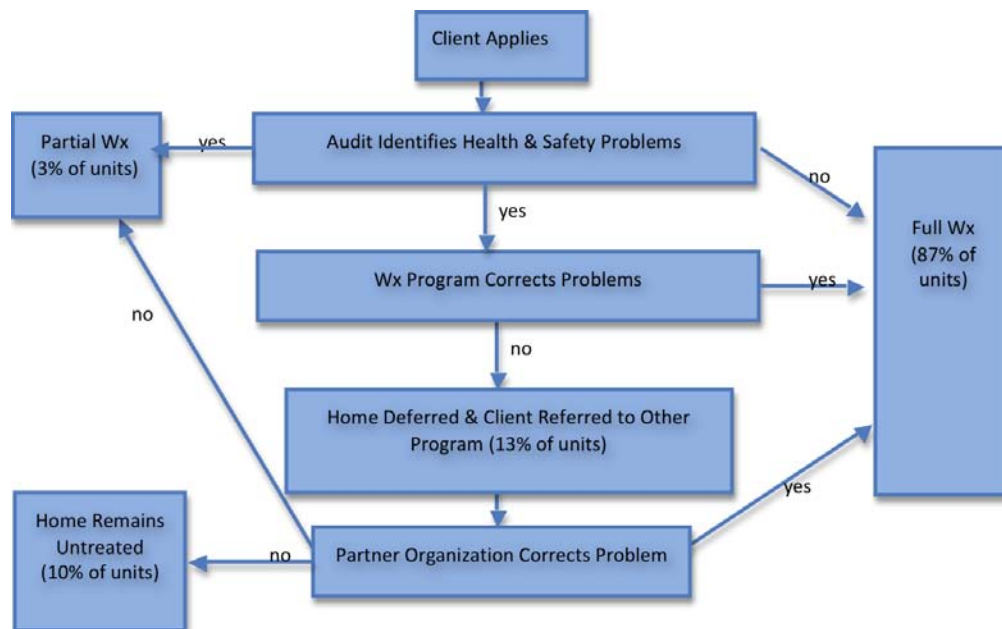 Client Applies
Partial Wx
(3% of units)
yes
Audit Identifies Health & Safety Problems
no
yes
Full Wx
(87% of
units)
Wx Program Corrects Problems
yes
no
no
Home Deferred & Client Referred to Other
Program (13% of units)
yes
Home Remains
Untreated
(10% of units)
no
Partner Organization Corrects Problem